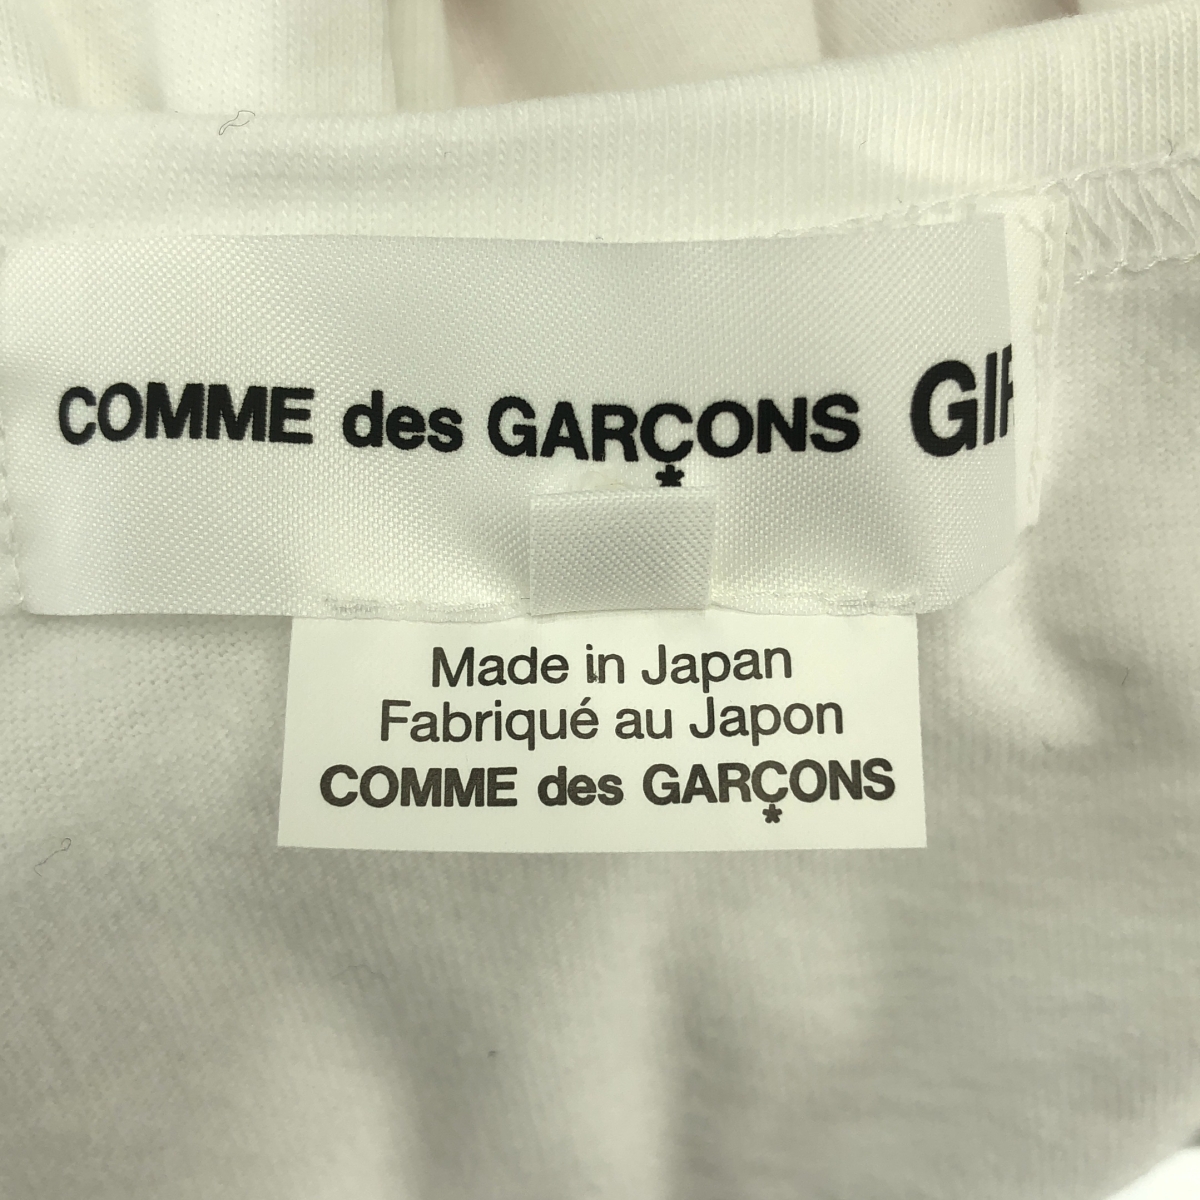 COMME des GARÇONS GIR
Made in Japan
Fabriqué au Japon
COMME des GARÇONS